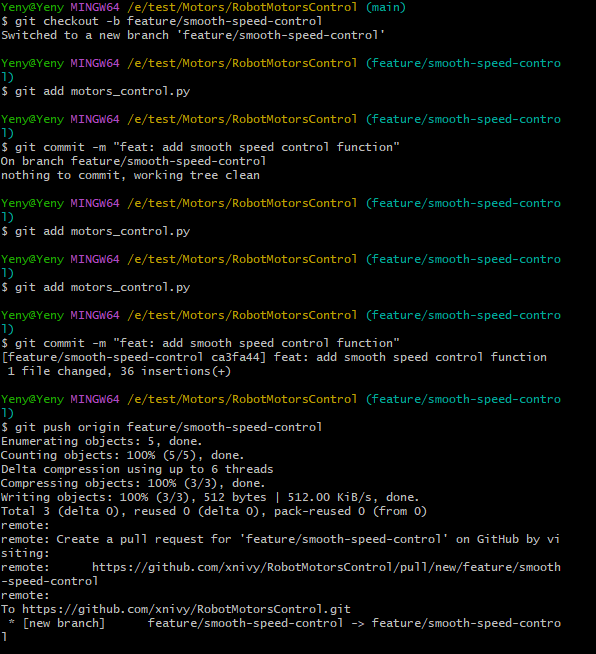 Yeny@Yeny MINGW64 /e/test/Motors/RobotMotorsControl (main)
$ git checkout -b feature/smooth-speed-control
Switched to a new branch 'feature/smooth-speed-control'
Yeny@Yeny MINGW64 /e/test/Motors/RobotMotorsControl (feature/smooth-speed-contro
l)
$ git add motors_control.py
Yeny@Yeny MINGW64 /e/test/Motors/RobotMotorsControl (feature/smooth-speed-contro
l)
$ git commit -m "feat: add smooth speed control function"
On branch feature/smooth-speed-control
nothing to commit, working tree clean
Yeny@Yeny MINGW64 /e/test/Motors/RobotMotorsControl (feature/smooth-speed-contro
l)
$ git add motors_control.py
Yeny@Yeny MINGW64 /e/test/Motors/RobotMotorsControl (feature/smooth-speed-contro
l)
$ git add motors_control.py
Yeny@Yeny MINGW64 /e/test/Motors/RobotMotorsControl (feature/smooth-speed-contro
l)
$ git commit -m "feat: add smooth speed control function"
[feature/smooth-speed-control ca3fa44] feat: add smooth speed control function
 1 file changed, 36 insertions(+)
Yeny@Yeny MINGW64 /e/test/Motors/RobotMotorsControl (feature/smooth-speed-contro
l)
$ git push origin feature/smooth-speed-control
Enumerating objects: 5, done.
Counting objects: 100% (5/5), done.
Delta compression using up to 6 threads
Compressing objects: 100% (3/3), done.
Writing objects: 100% (3/3), 512 bytes | 512.00 KiB/s, done.
Total 3 (delta 0), reused 0 (delta 0), pack-reused 0 (from 0)
remote:
remote: Create a pull request for 'feature/smooth-speed-control' on GitHub by vi
siting:
remote:      https://github.com/xnivy/RobotMotorsControl/pull/new/feature/smooth
-speed-control
remote:
To https://github.com/xnivy/RobotMotorsControl.git
 * [new branch]      feature/smooth-speed-control -> feature/smooth-speed-contro
l